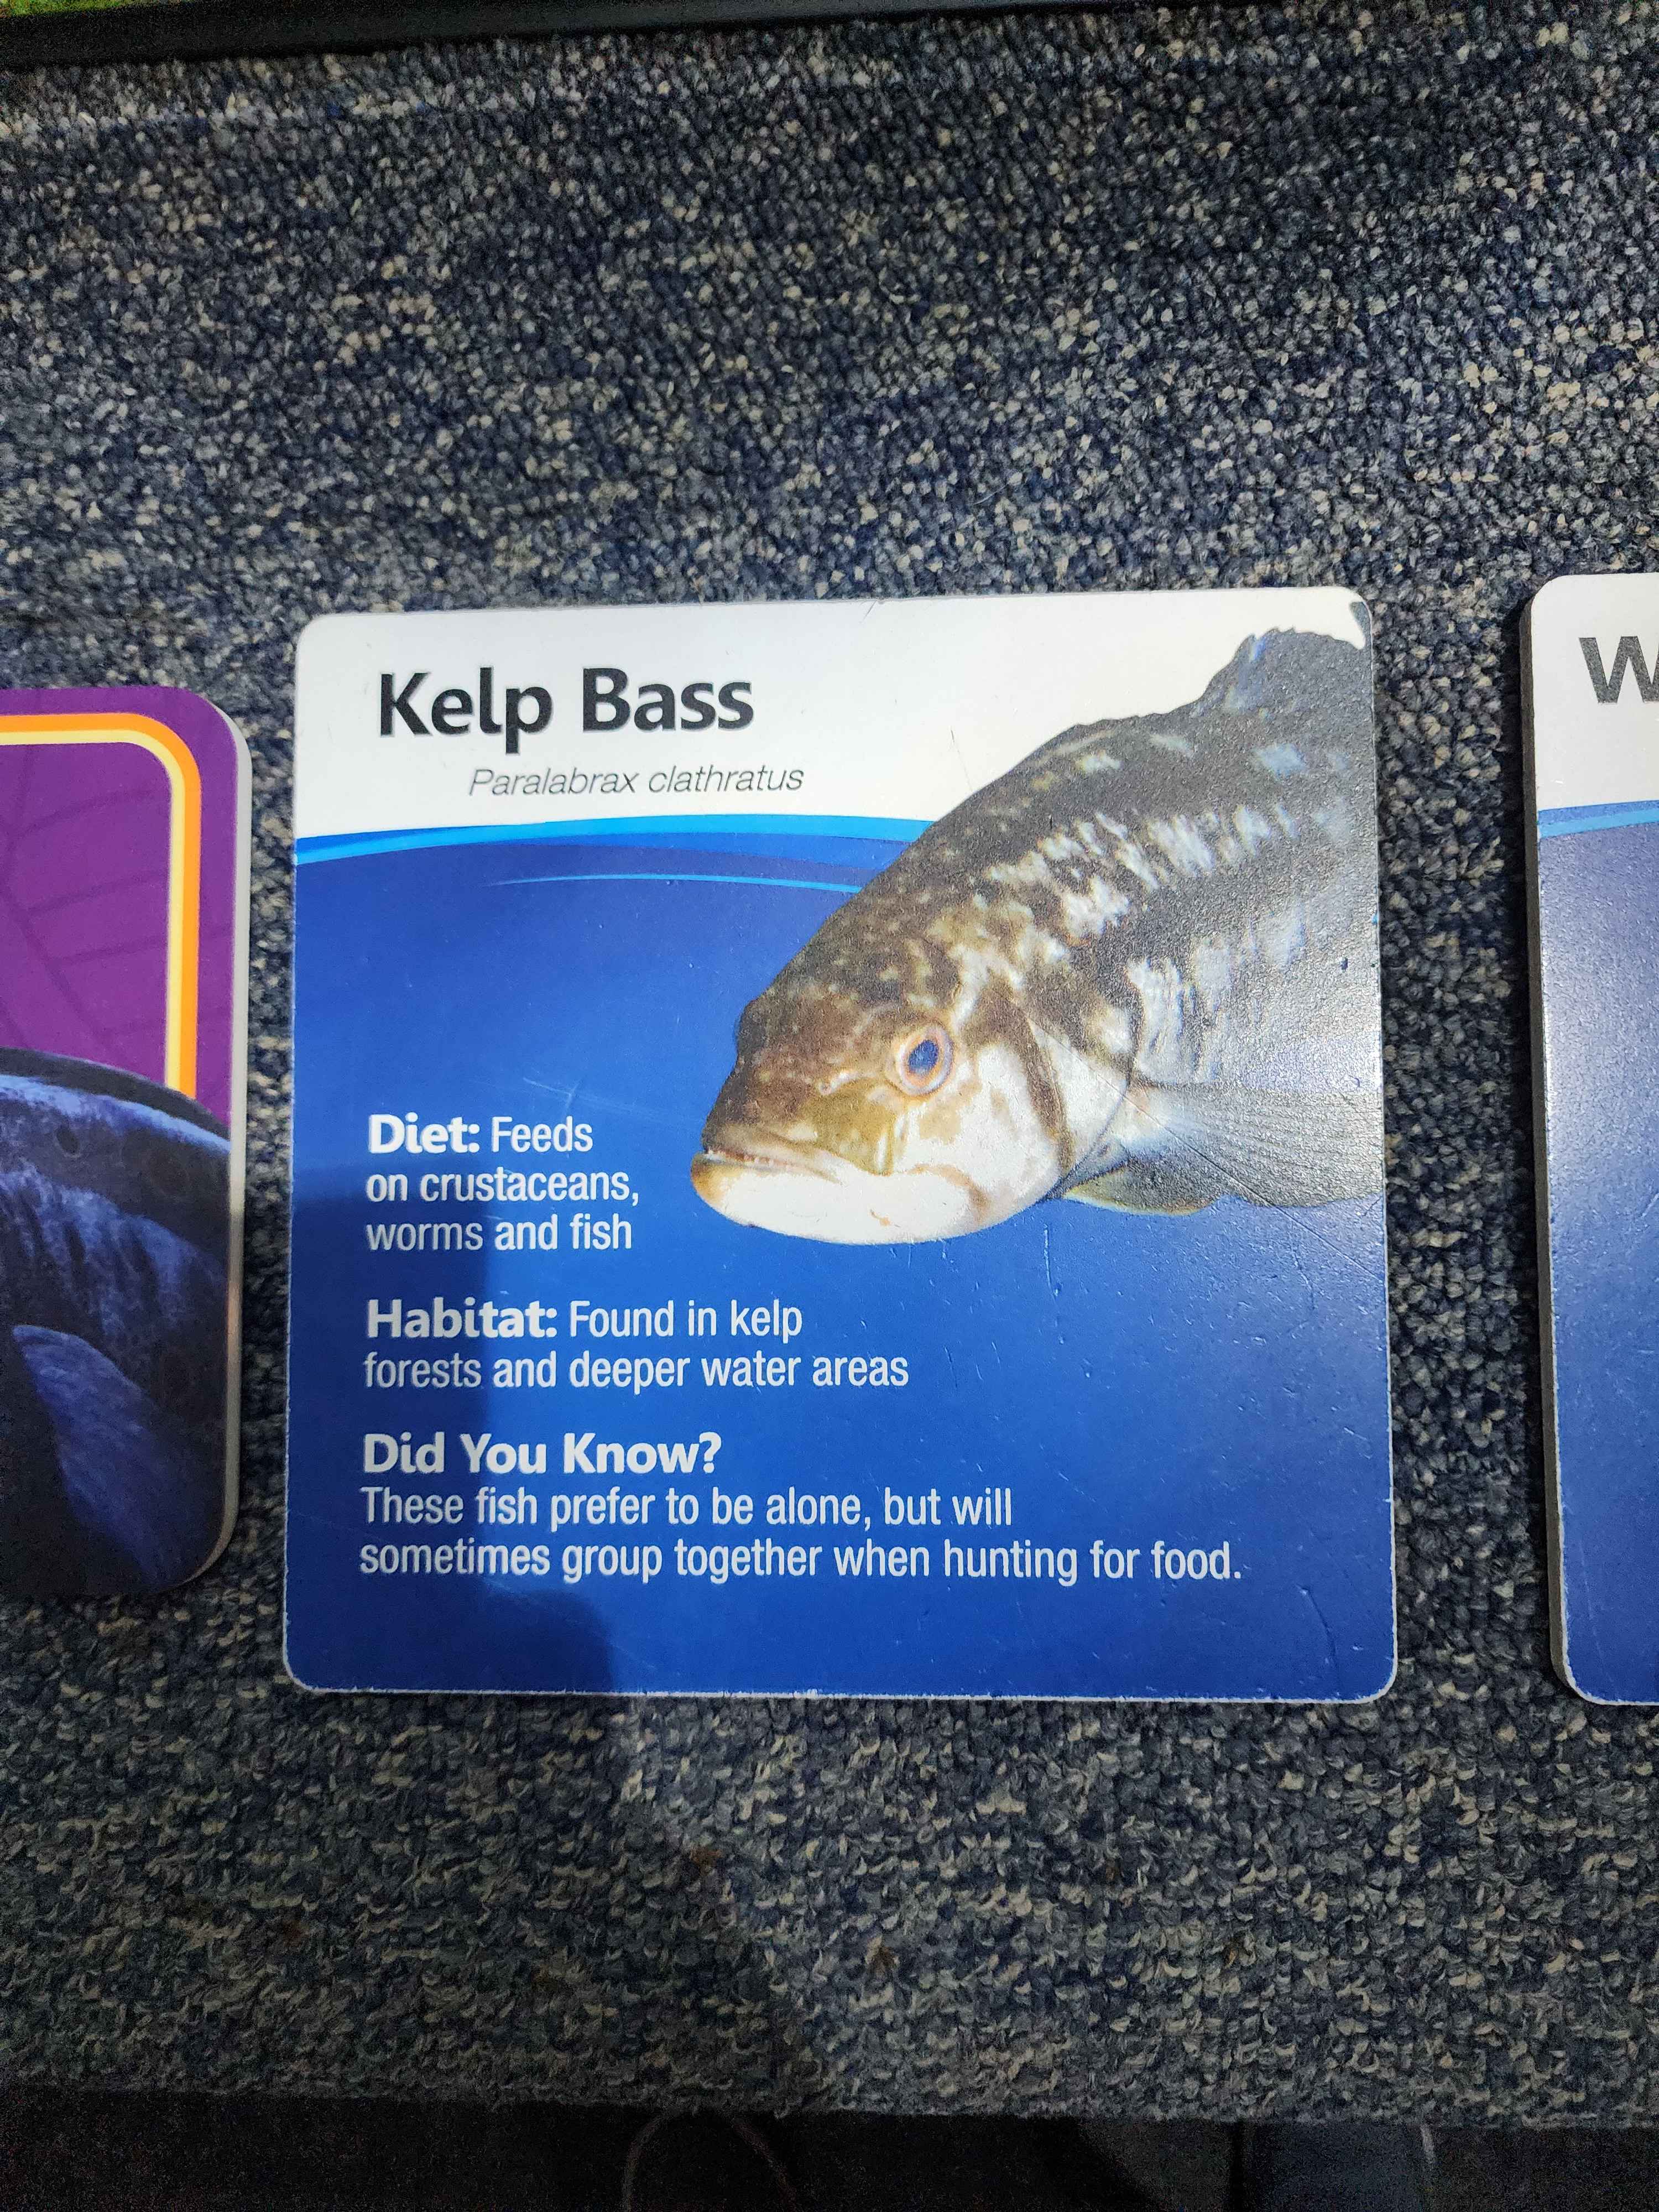 Kelp Bass
Paralabrax clathratus
Diet: Feeds
on crustaceans,
worms and fish
Habitat: Found in kelp
forests and deeper water areas
Did You Know?
These fish prefer to be alone, but will
sometimes group together when hunting for food.
W